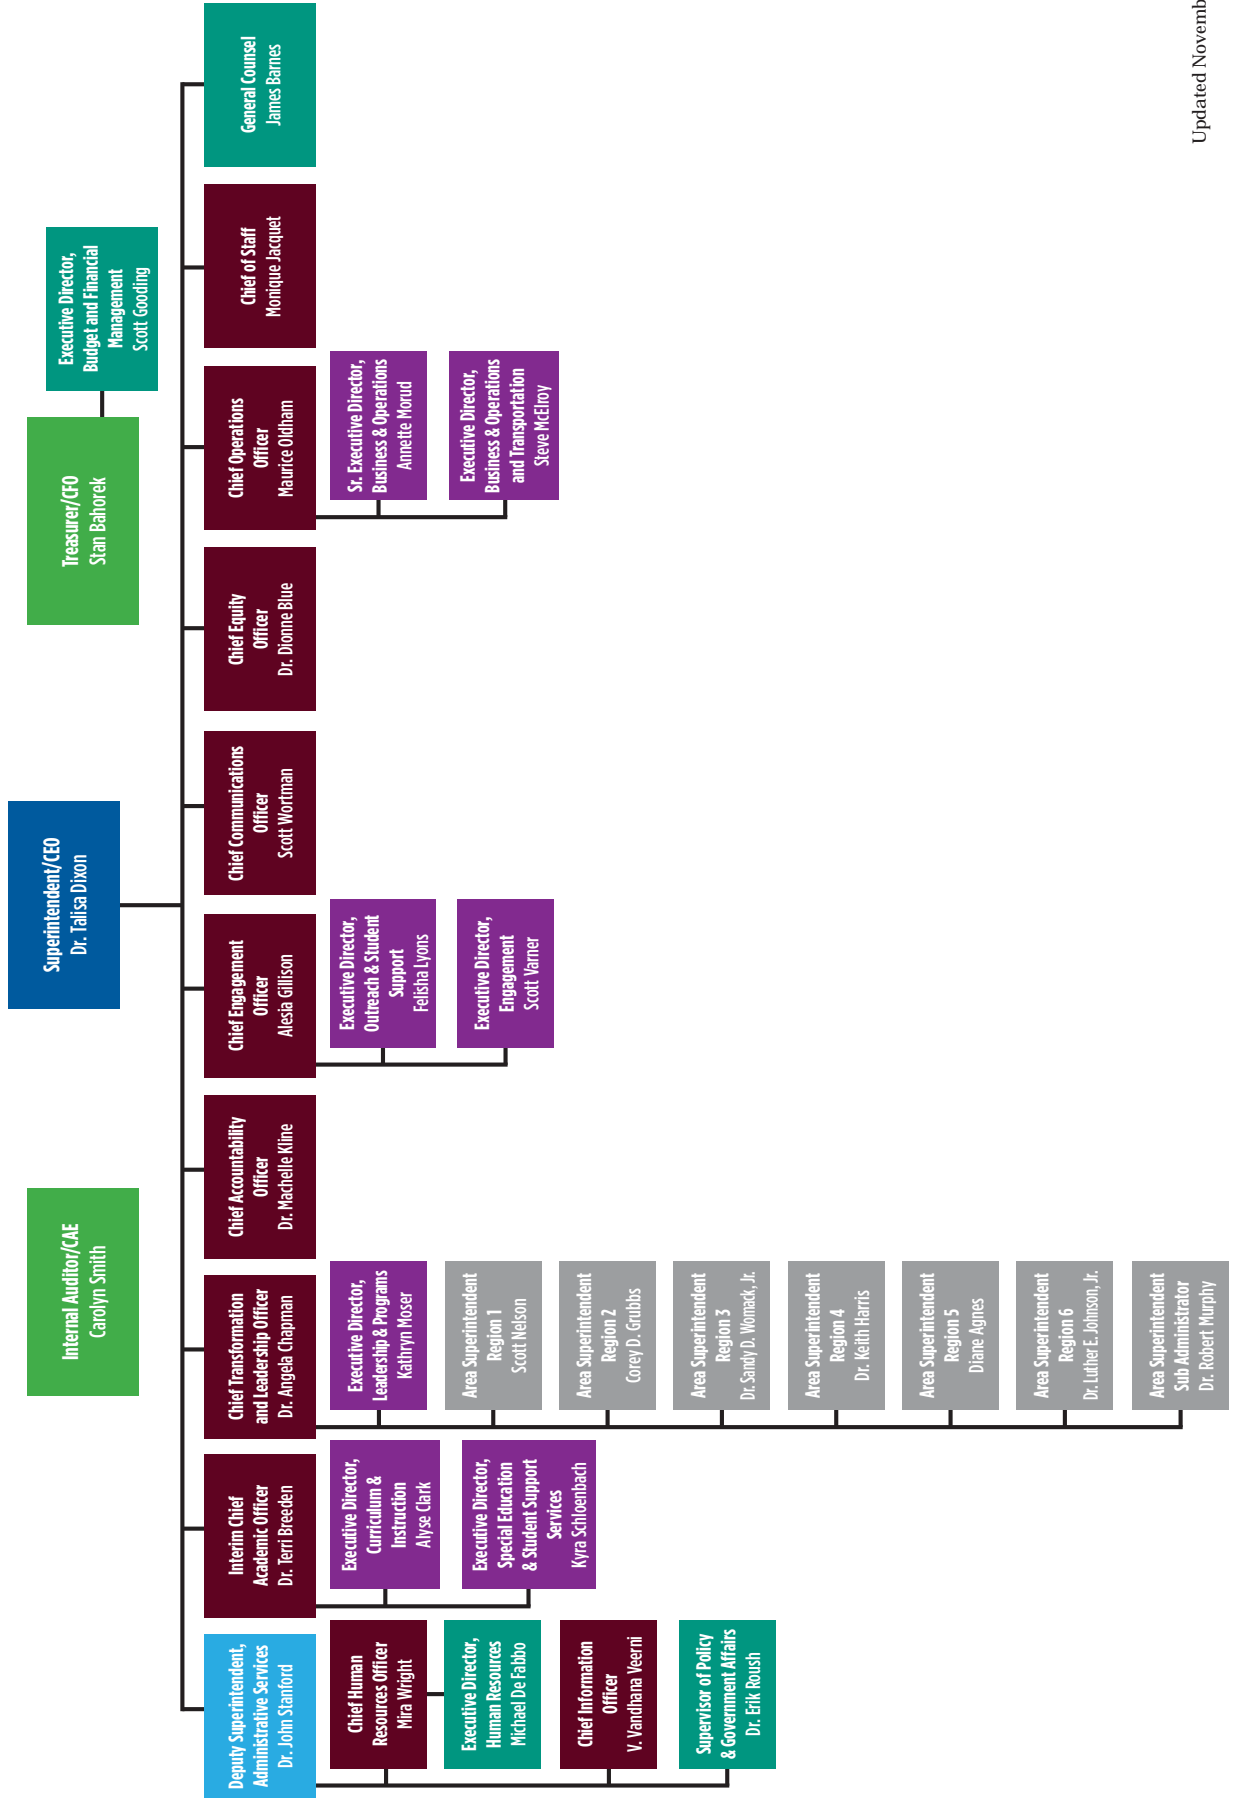 Internal Auditor/CAE
Carolyn Smith
Superintendent/CEO
Dr. Talisa Dixon
Treasurer/CFO
Stan Bahorek
Executive Director,
Budget and Financial
Management
Scott Gooding
Deputy Superintendent,
Administrative Services
Dr. John Stanford
Chief Human
Resources Officer
Mira Wright
Executive Director,
Human Resources
Michael De Fabbo
Chief Information
Officer
V. Vandhana Veerni
Supervisor of Policy
& Government Affairs
Dr. Erik Roush
Interim Chief
Academic Officer
Dr. Terri Breeden
Executive Director,
Curriculum &
Instruction
Alyse Clark
Executive Director,
Special Education
& Student Support
Services
Kyra Schloenbach
Chief Transformation
and Leadership Officer
Dr. Angela Chapman
Executive Director,
Leadership & Programs
Kathryn Moser
Area Superintendent
Region 1
Scott Nelson
Area Superintendent
Region 2
Corey D. Grubbs
Area Superintendent
Region 3
Dr. Sandy D. Womack, Jr.
Area Superintendent
Region 4
Dr. Keith Harris
Area Superintendent
Region 5
Diane Agnes
Area Superintendent
Region 6
Dr. Luther E. Johnson, Jr.
Area Superintendent
Sub Administrator
Dr. Robert Murphy
Chief Accountability
Officer
Dr. Machelle Kline
Chief Engagement
Officer
Alesia Gillison
Executive Director,
Outreach & Student
Support
Felisha Lyons
Executive Director,
Engagement
Scott Varner
Chief Communications
Officer
Scott Wortman
Chief Equity
Officer
Dr. Dionne Blue
Chief Operations
Officer
Maurice Oldham
Sr. Executive Director,
Business & Operations
Annette Morud
Executive Director,
Business & Operations
and Transportation
Steve McElroy
Chief of Staff
Monique Jacquet
General Counsel
James Barnes
Updated Novemb